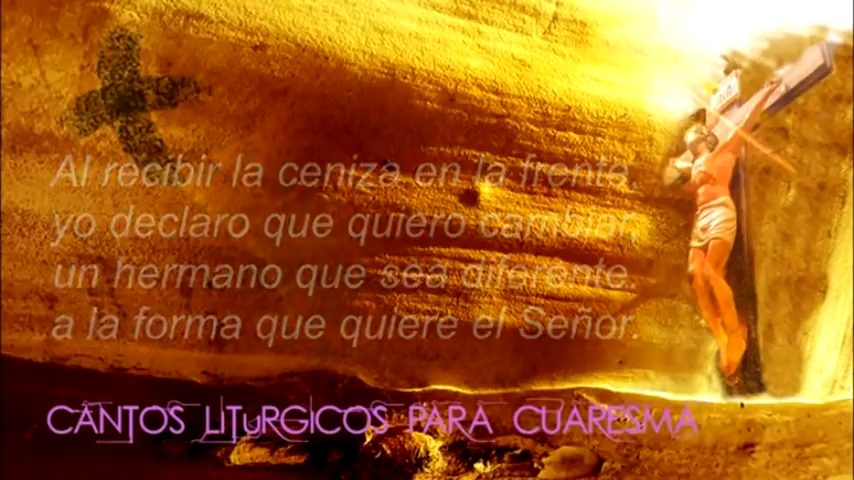 Al recibir la ceniza en la frente,
yo declaro que quiero cambiar,
un hermano que sea diferente.
a la forma que quiere el Señor.
CANTOS LITURGICOS PARA CUARESMA